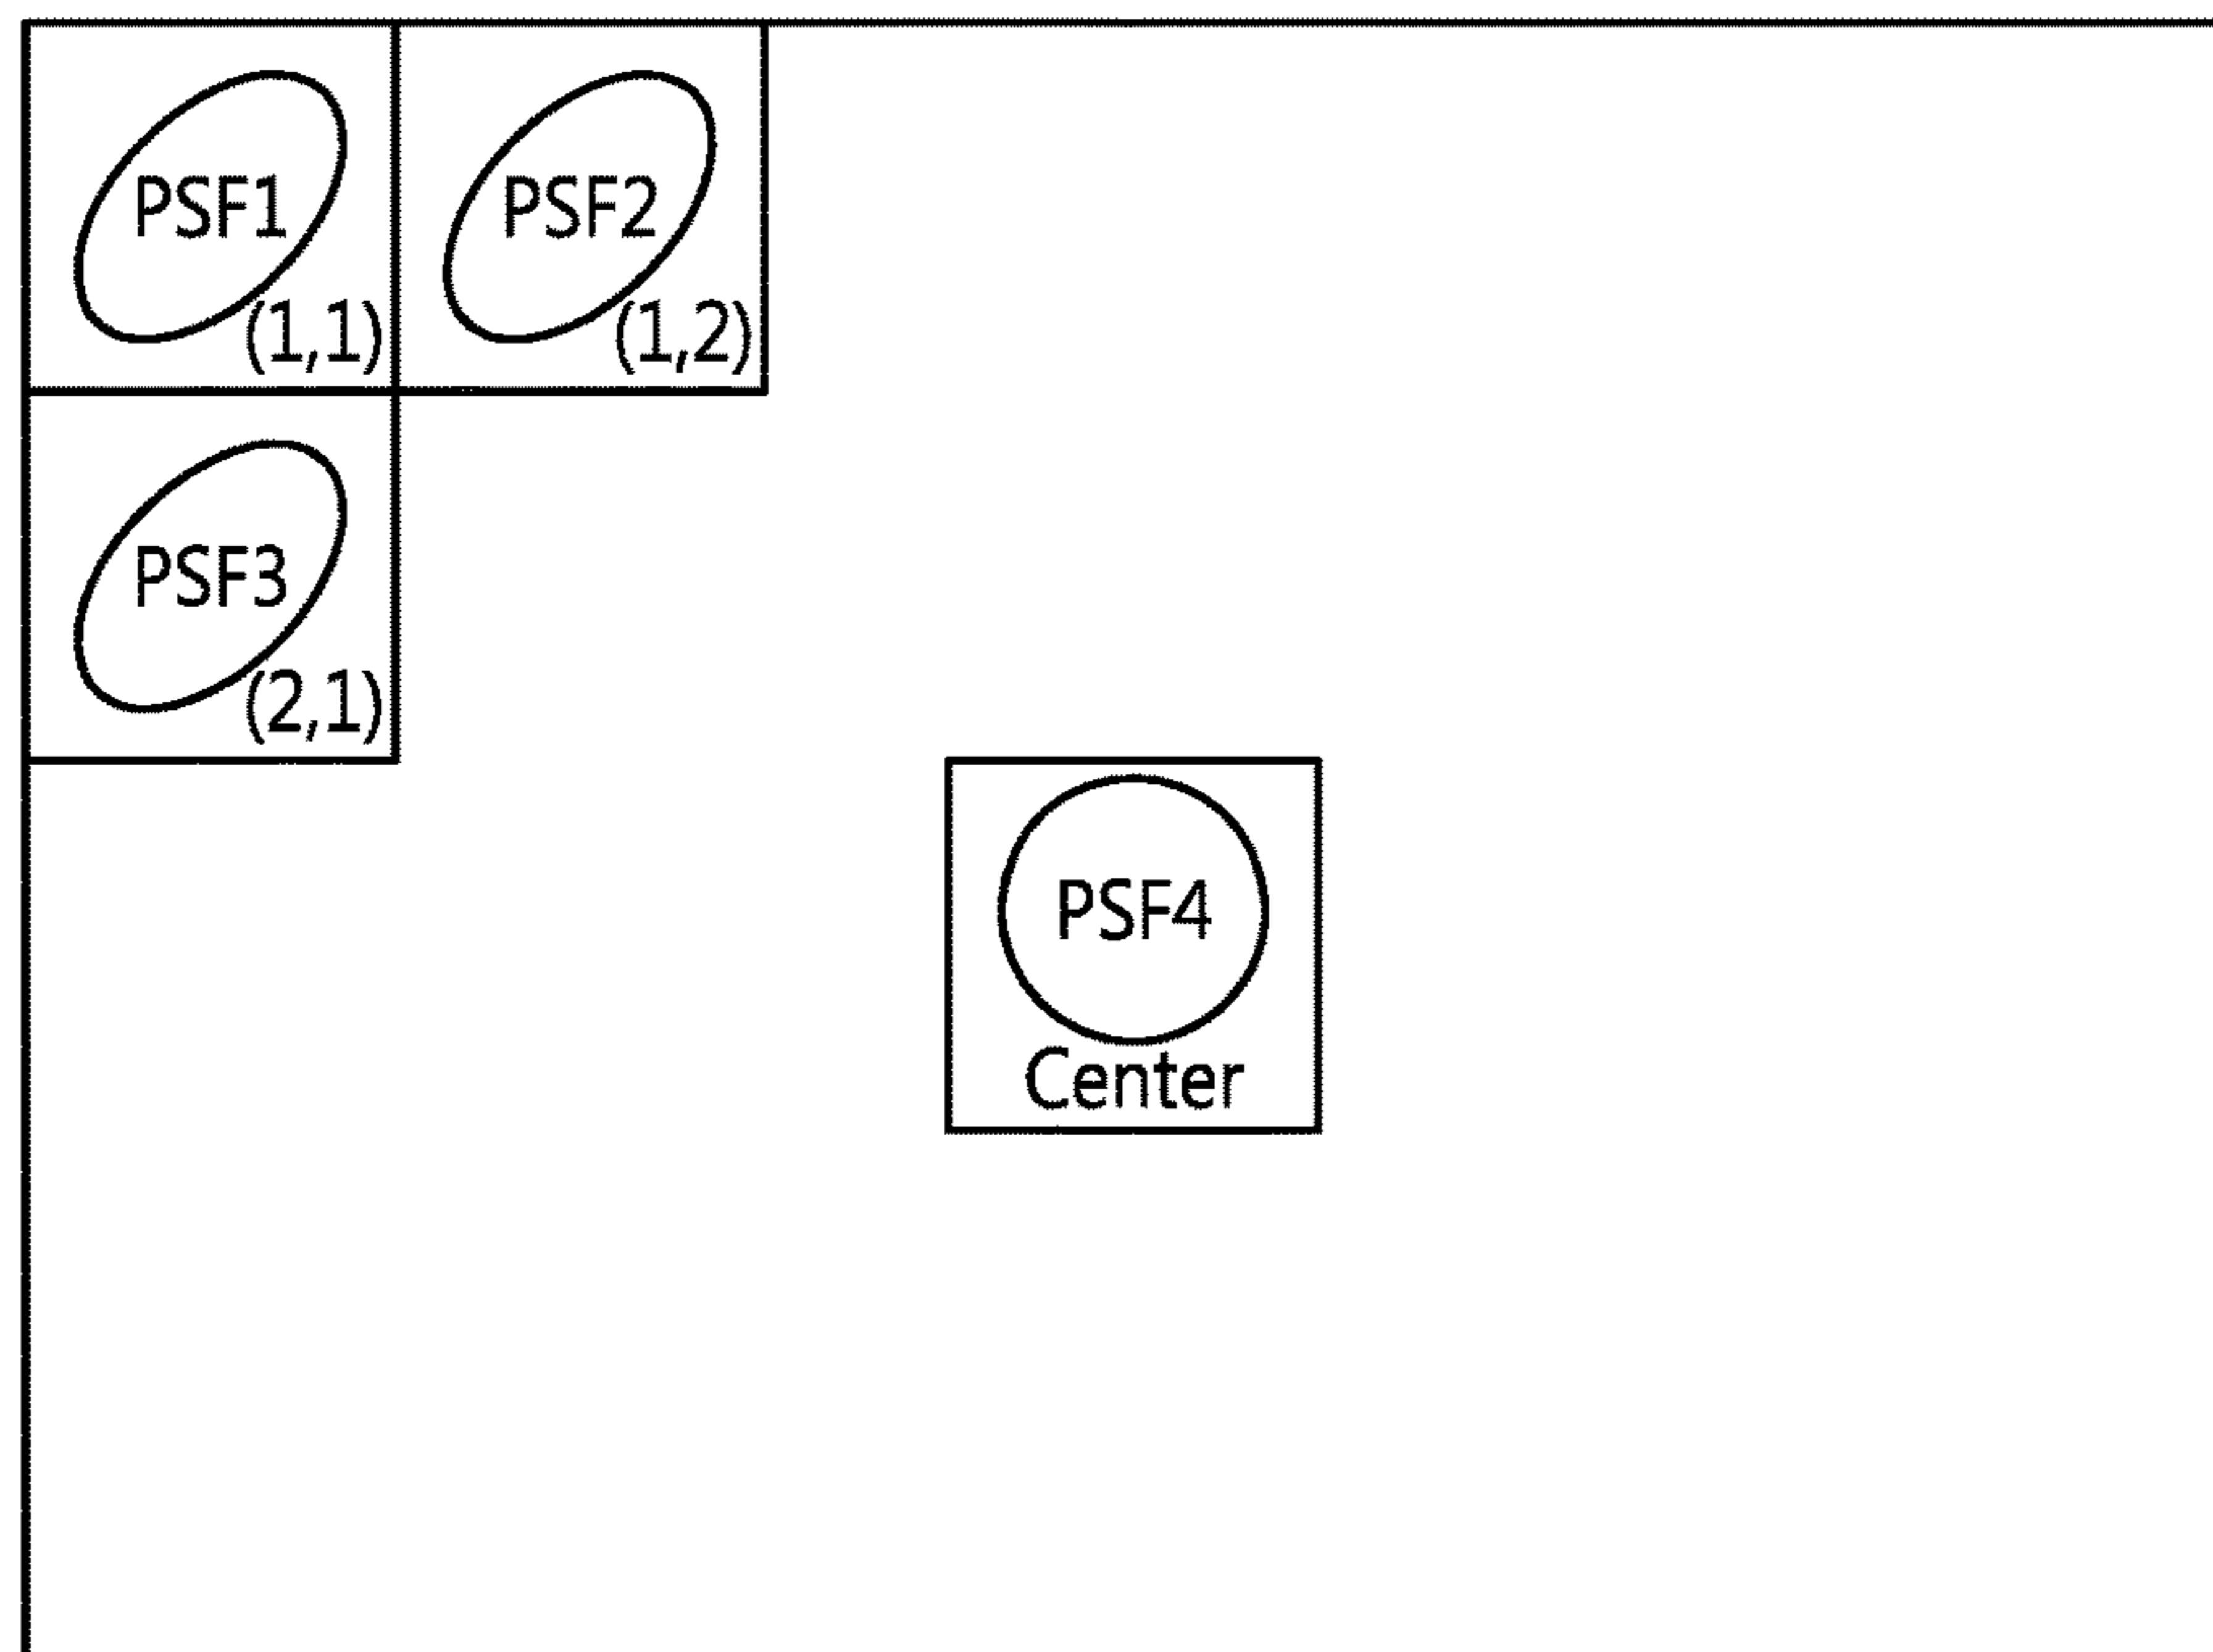 PSF1
(1,1)
PSF2
(1,2)
PSF3
(2,1)
PSF4
Center